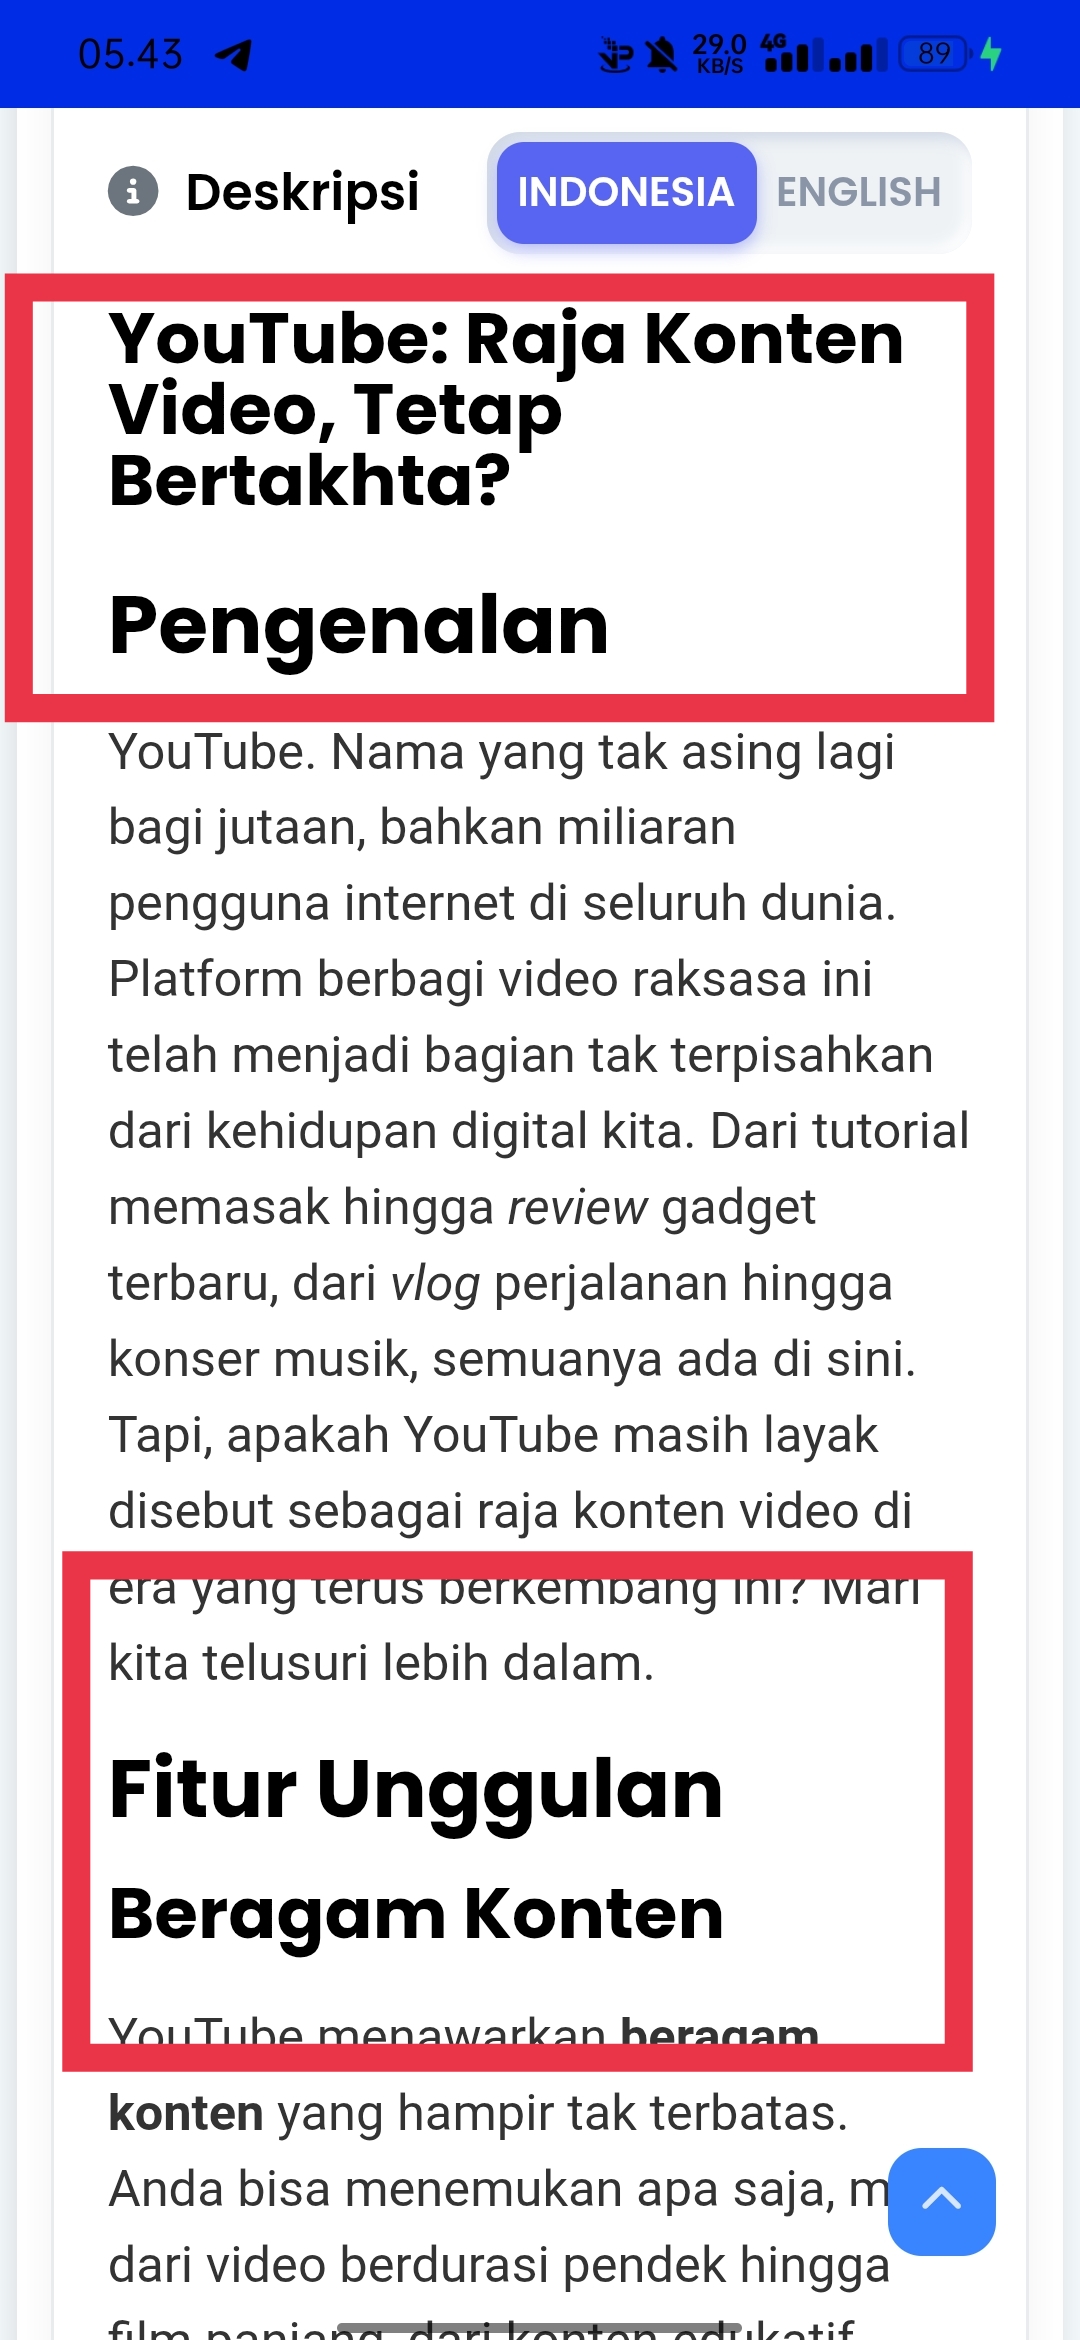 05.43
29.0
KB/S
4G
89
Deskripsi
INDONESIA
ENGLISH
YouTube: Raja Konten
Video, Tetap
Bertakhta?
Pengenalan
YouTube. Nama yang tak asing lagi
bagi jutaan, bahkan miliaran
pengguna internet di seluruh dunia.
Platform berbagi video raksasa ini
telah menjadi bagian tak terpisahkan
dari kehidupan digital kita. Dari tutorial
memasak hingga review gadget
terbaru, dari vlog perjalanan hingga
konser musik, semuanya ada di sini.
Tapi, apakah YouTube masih layak
disebut sebagai raja konten video di
era yang terus berkembang ini? Mari
kita telusuri lebih dalam.
Fitur Unggulan
Beragam Konten
YouTube menawarkan beragam
konten yang hampir tak terbatas.
Anda bisa menemukan apa saja,
dari video berdurasi pendek hingga
film panjang, dari konten edukatif